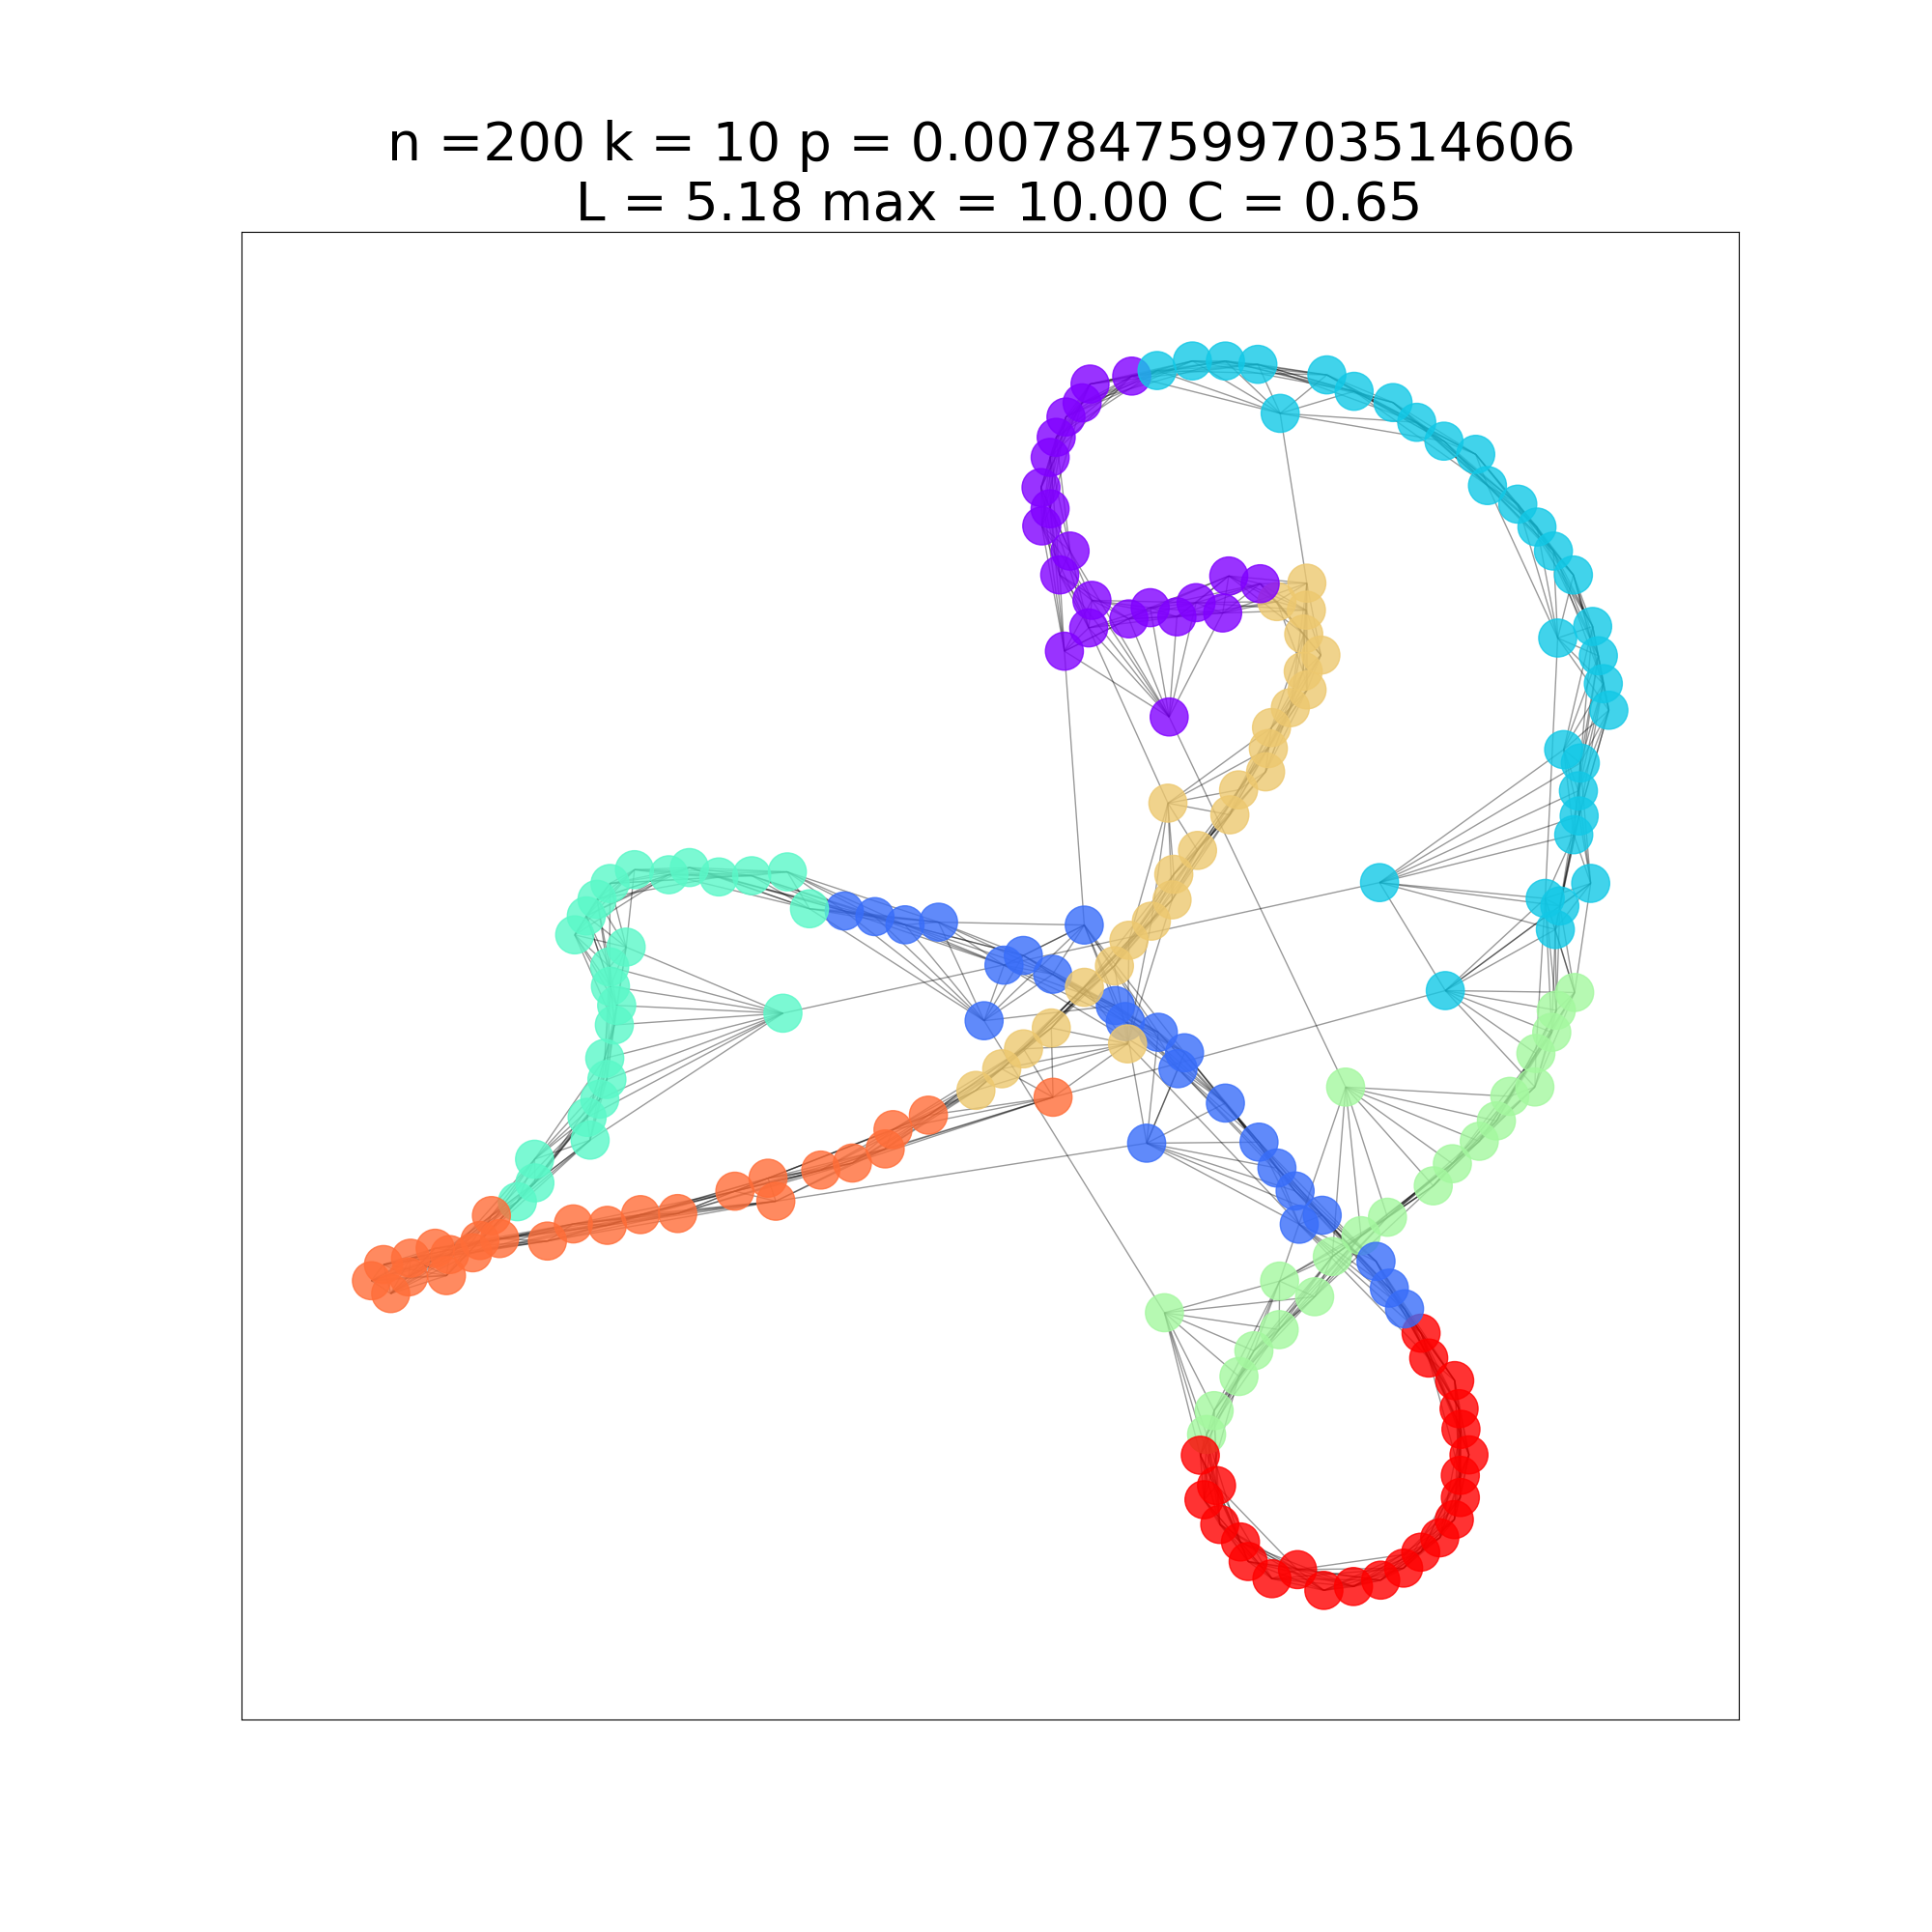 n =200 k = 10 p = 0.007847599703514606
L = 5.18 max = 10.00 C = 0.65